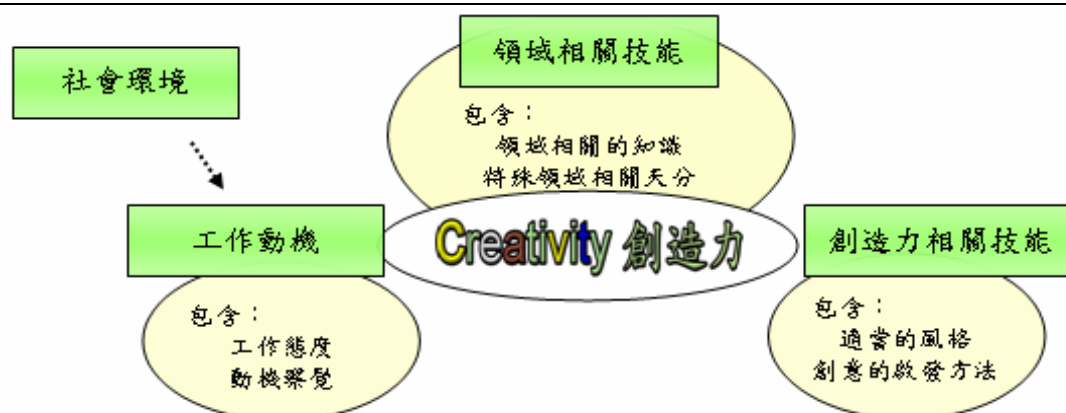 領域相關技能
社會環境
包含：
領域相關的知識
特殊領域相關天分
工作動機
Creativity 創造力
創造力相關技能
包含：
工作態度
動機察覺
包含：
適當的風格
創意的啟發方法